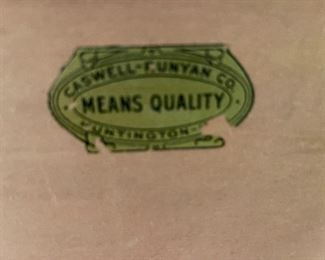 CASWELL-RUNYAN CO.
MEANS QUALITY
HUNTINGTON